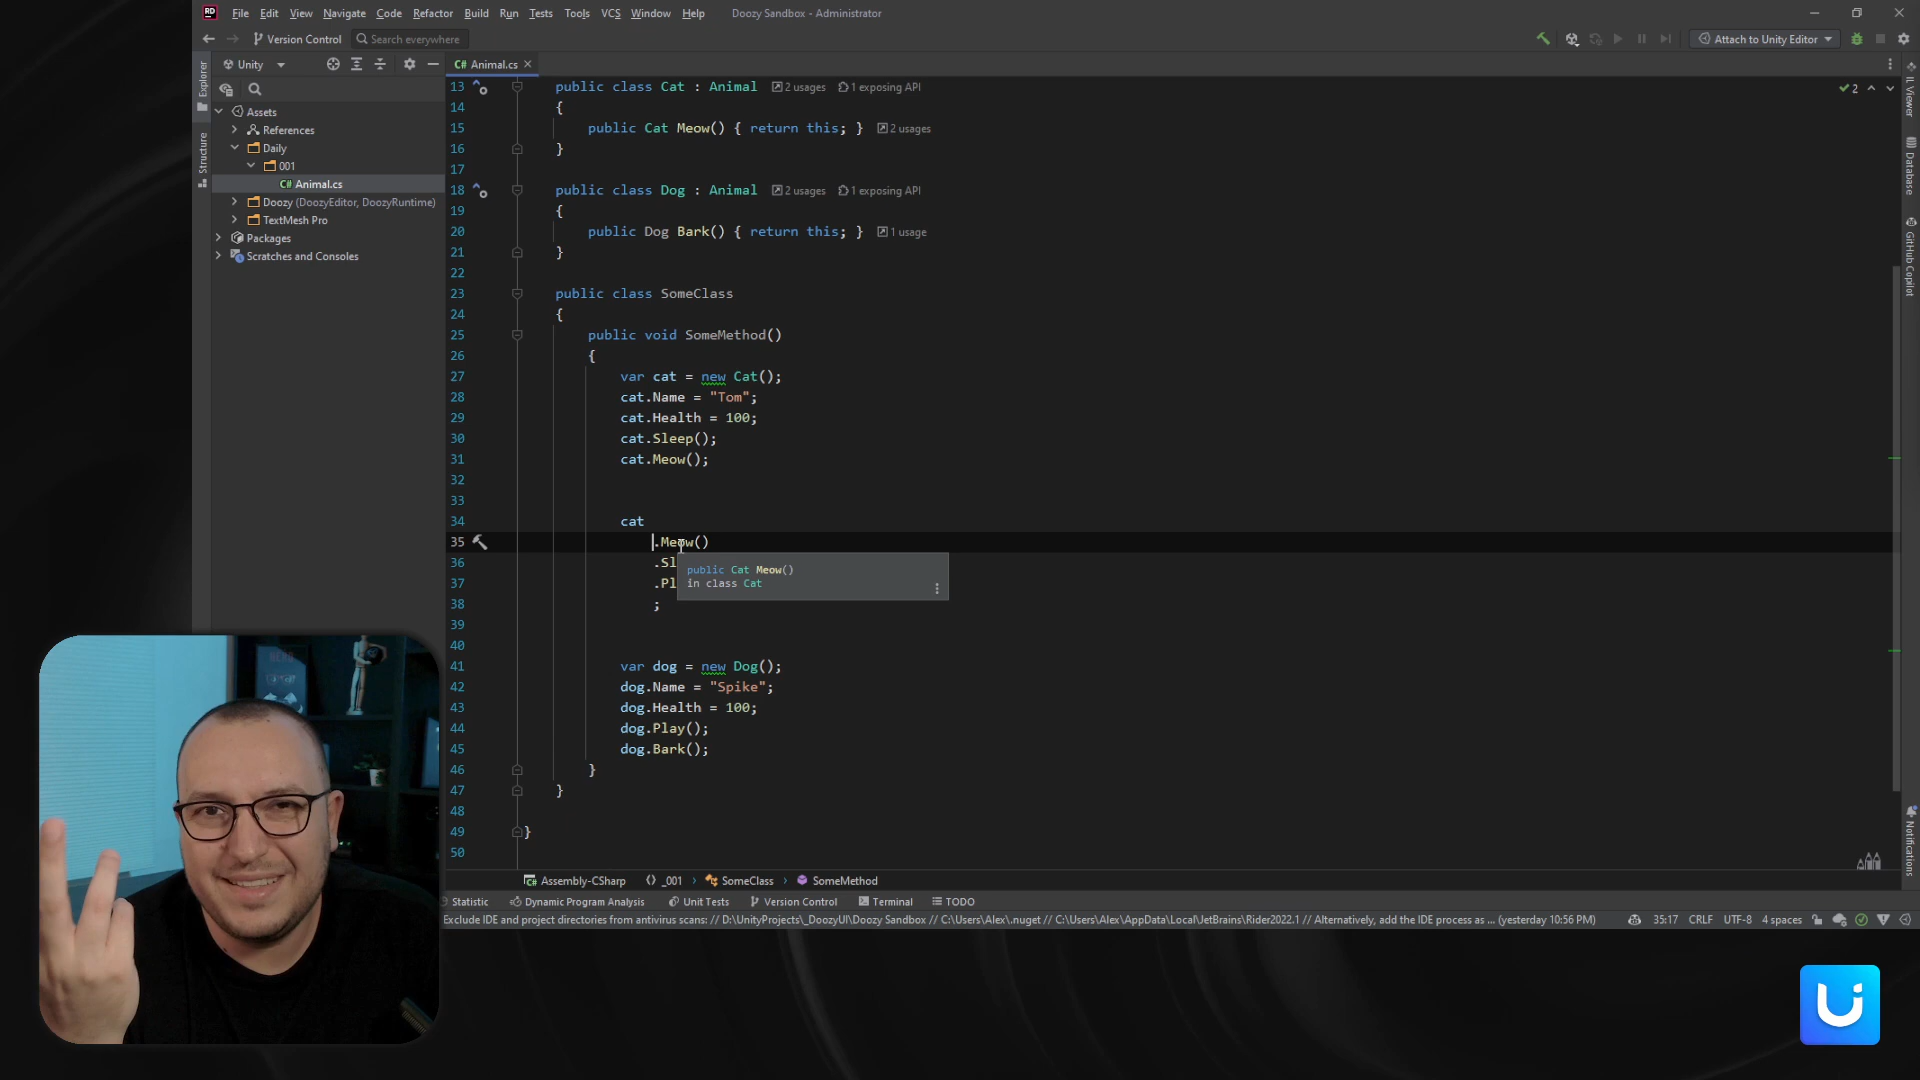 RD File Edit View Navigate Code Refactor Build Run Tests Tools VCS Window Help Doozy Sandbox - Administrator
Version Control Search everywhere Attach to Unity Editor
Explorer
Structure
Unity
Assets
References
Daily
001
C# Animal.cs
Doozy (DoozyEditor, DoozyRuntime)
TextMesh Pro
Packages
Scratches and Consoles
C# Animal.cs
2
13 public class Cat : Animal 2 usages 1 exposing API
14 {
15 public Cat Meow() { return this; } 2 usages
16 }
17
18 public class Dog : Animal 2 usages 1 exposing API
19 {
20 public Dog Bark() { return this; } 1 usage
21 }
22
23 public class SomeClass
24 {
25 public void SomeMethod()
26 {
27 var cat = new Cat();
28 cat.Name = "Tom";
29 cat.Health = 100;
30 cat.Sleep();
31 cat.Meow();
32
33
34 cat
35 .Meow()
36 .Sl
37 .Pl
38 ;
public Cat Meow()
in class Cat
39
40
41 var dog = new Dog();
42 dog.Name = "Spike";
43 dog.Health = 100;
44 dog.Play();
45 dog.Bark();
46 }
47 }
48
49 }
50
IL Viewer
Database
GitHub Copilot
Notifications
Assembly-CSharp _001 SomeClass SomeMethod
Statistic Dynamic Program Analysis Unit Tests Version Control Terminal TODO
Exclude IDE and project directories from antivirus scans: // D:\UnityProjects\_DoozyUI\Doozy Sandbox // C:\Users\Alex\.nuget // C:\Users\Alex\AppData\Local\JetBrains\Rider2022.1 // Alternatively, add the IDE process as ... (yesterday 10:56 PM) 35:17 CRLF UTF-8 4 spaces